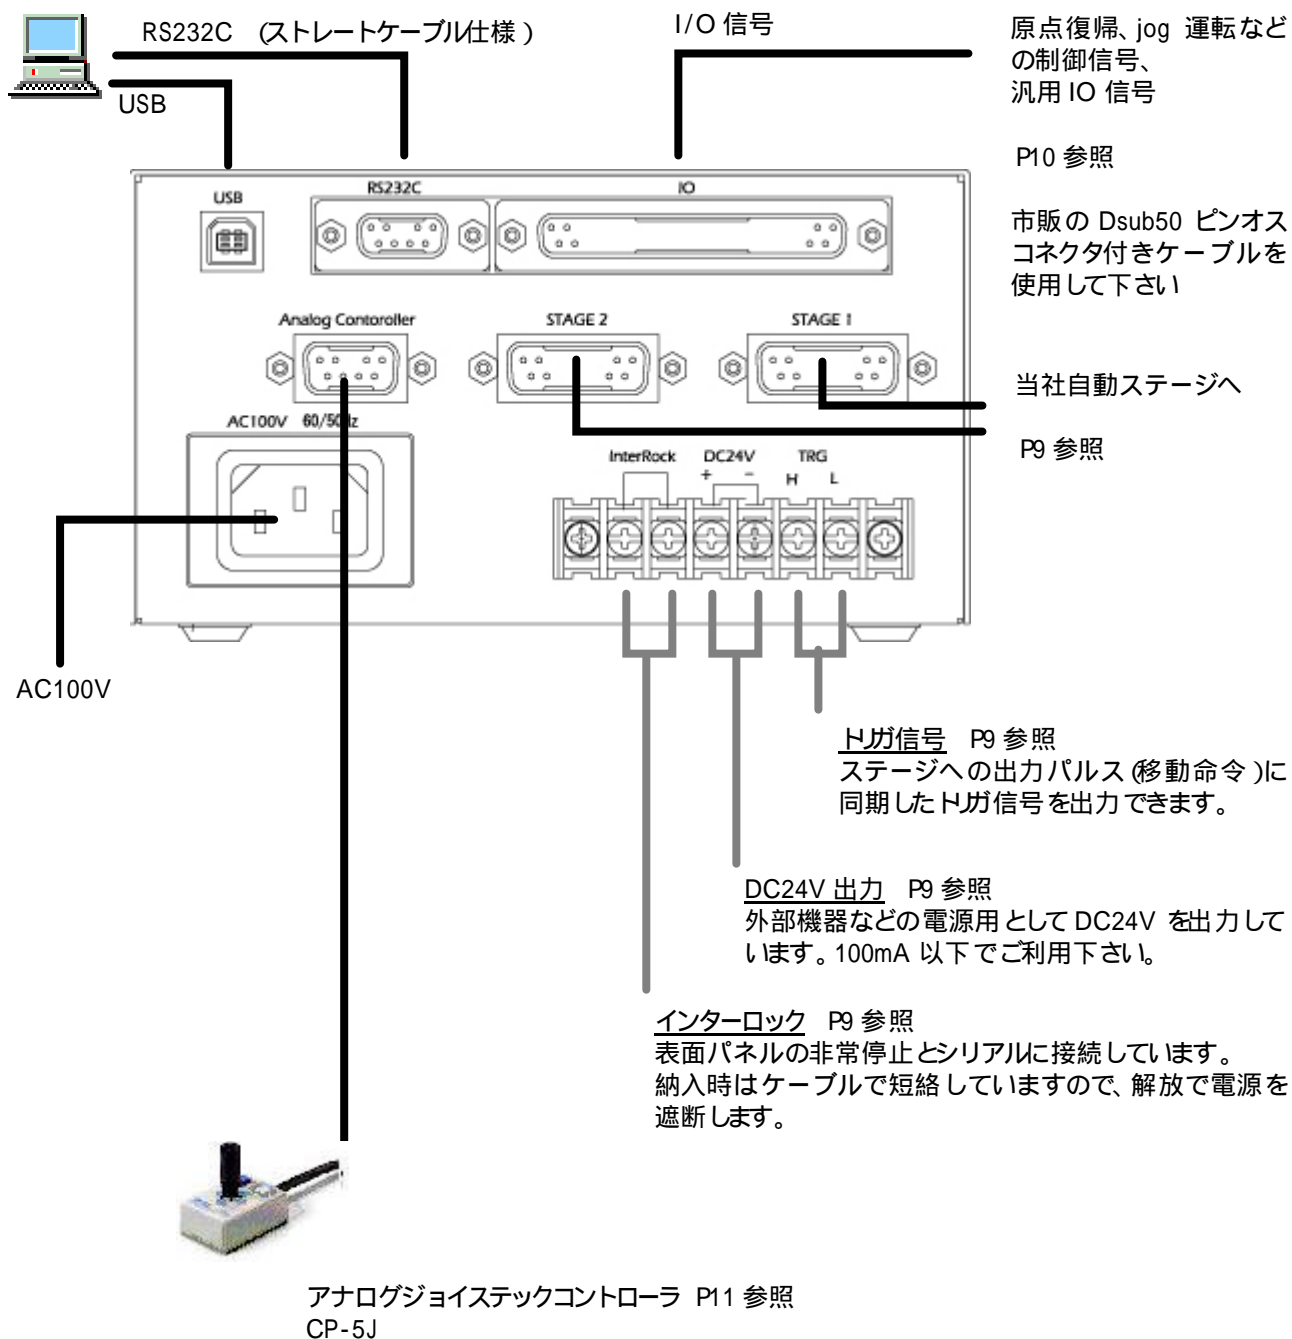 RS232C (ストレートケーブル仕様)
USB
I/O 信号
原点復帰、jog 運転など
の制御信号、
汎用 IO 信号
P10 参照
市販の Dsub50 ピンオス
コネクタ付きケーブルを
使用して下さい
USB
RS232C
IO
Analog Contoroller
STAGE 2
STAGE 1
当社自動ステージへ
P9 参照
AC100V 60/50Hz
InterRock
DC24V
TRG
+ -
H L
AC100V
トリガ信号 P9 参照
ステージへの出力パルス(移動命令)に
同期したトリガ信号を出力できます。
DC24V 出力 P9 参照
外部機器などの電源用として DC24V を出力して
います。100mA 以下でご利用下さい。
インターロック P9 参照
表面パネルの非常停止とシリアルに接続しています。
納入時はケーブルで短絡していますので、解放で電源を
遮断します。
アナログジョイステックコントローラ P11 参照
CP-5J